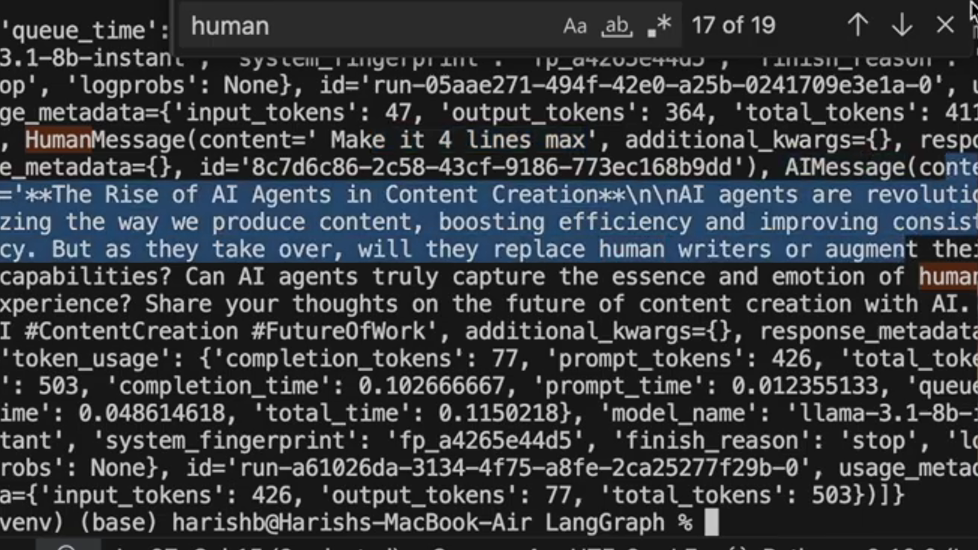 human Aa ab .* 17 of 19
'queue_time':
3.1-8b-instant', 'system_fingerprint': 'fp_a4265e44d5', 'finish_reason':
op', 'logprobs': None}, id='run-05aae271-494f-42e0-a25b-0241709e3e1a-0',
ge_metadata={'input_tokens': 47, 'output_tokens': 364, 'total_tokens': 41
, HumanMessage(content=' Make it 4 lines max', additional_kwargs={}, resp
e_metadata={}, id='8c7d6c86-2c58-43cf-9186-773ec168b9dd'), AIMessage(conte
='**The Rise of AI Agents in Content Creation**\n\nAI agents are revoluti
zing the way we produce content, boosting efficiency and improving consis
cy. But as they take over, will they replace human writers or augment the
capabilities? Can AI agents truly capture the essence and emotion of human
xperience? Share your thoughts on the future of content creation with AI.
I #ContentCreation #FutureOfWork', additional_kwargs={}, response_metadata
'token_usage': {'completion_tokens': 77, 'prompt_tokens': 426, 'total_tok
': 503, 'completion_time': 0.102666667, 'prompt_time': 0.012355133, 'queu
ime': 0.048614618, 'total_time': 0.1150218}, 'model_name': 'llama-3.1-8b-
tant', 'system_fingerprint': 'fp_a4265e44d5', 'finish_reason': 'stop', 'lo
robs': None}, id='run-a61026da-3134-4f75-a8fe-2ca25277f29b-0', usage_metad
a={'input_tokens': 426, 'output_tokens': 77, 'total_tokens': 503})]}
venv) (base) harishb@Harishs-MacBook-Air LangGraph %